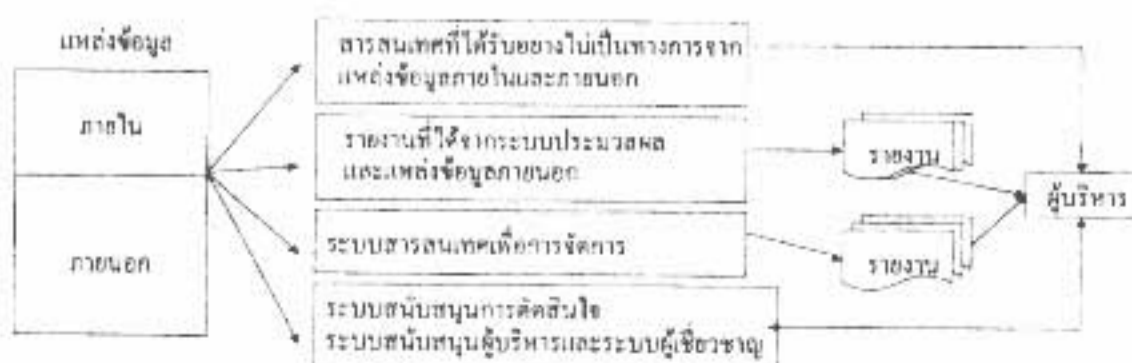 แหล่งข้อมูล
ภายใน
ภายนอก
สารสนเทศที่ได้รับอย่างไม่เป็นทางการจาก
แหล่งข้อมูลภายในและภายนอก
รายงานที่ได้จากระบบประมวลผล
และแหล่งข้อมูลภายนอก
ระบบสารสนเทศเพื่อการจัดการ
ระบบสนับสนุนการตัดสินใจ
ระบบสนับสนุนผู้บริหารและระบบผู้เชี่ยวชาญ
รายงาน
รายงาน
ผู้บริหาร